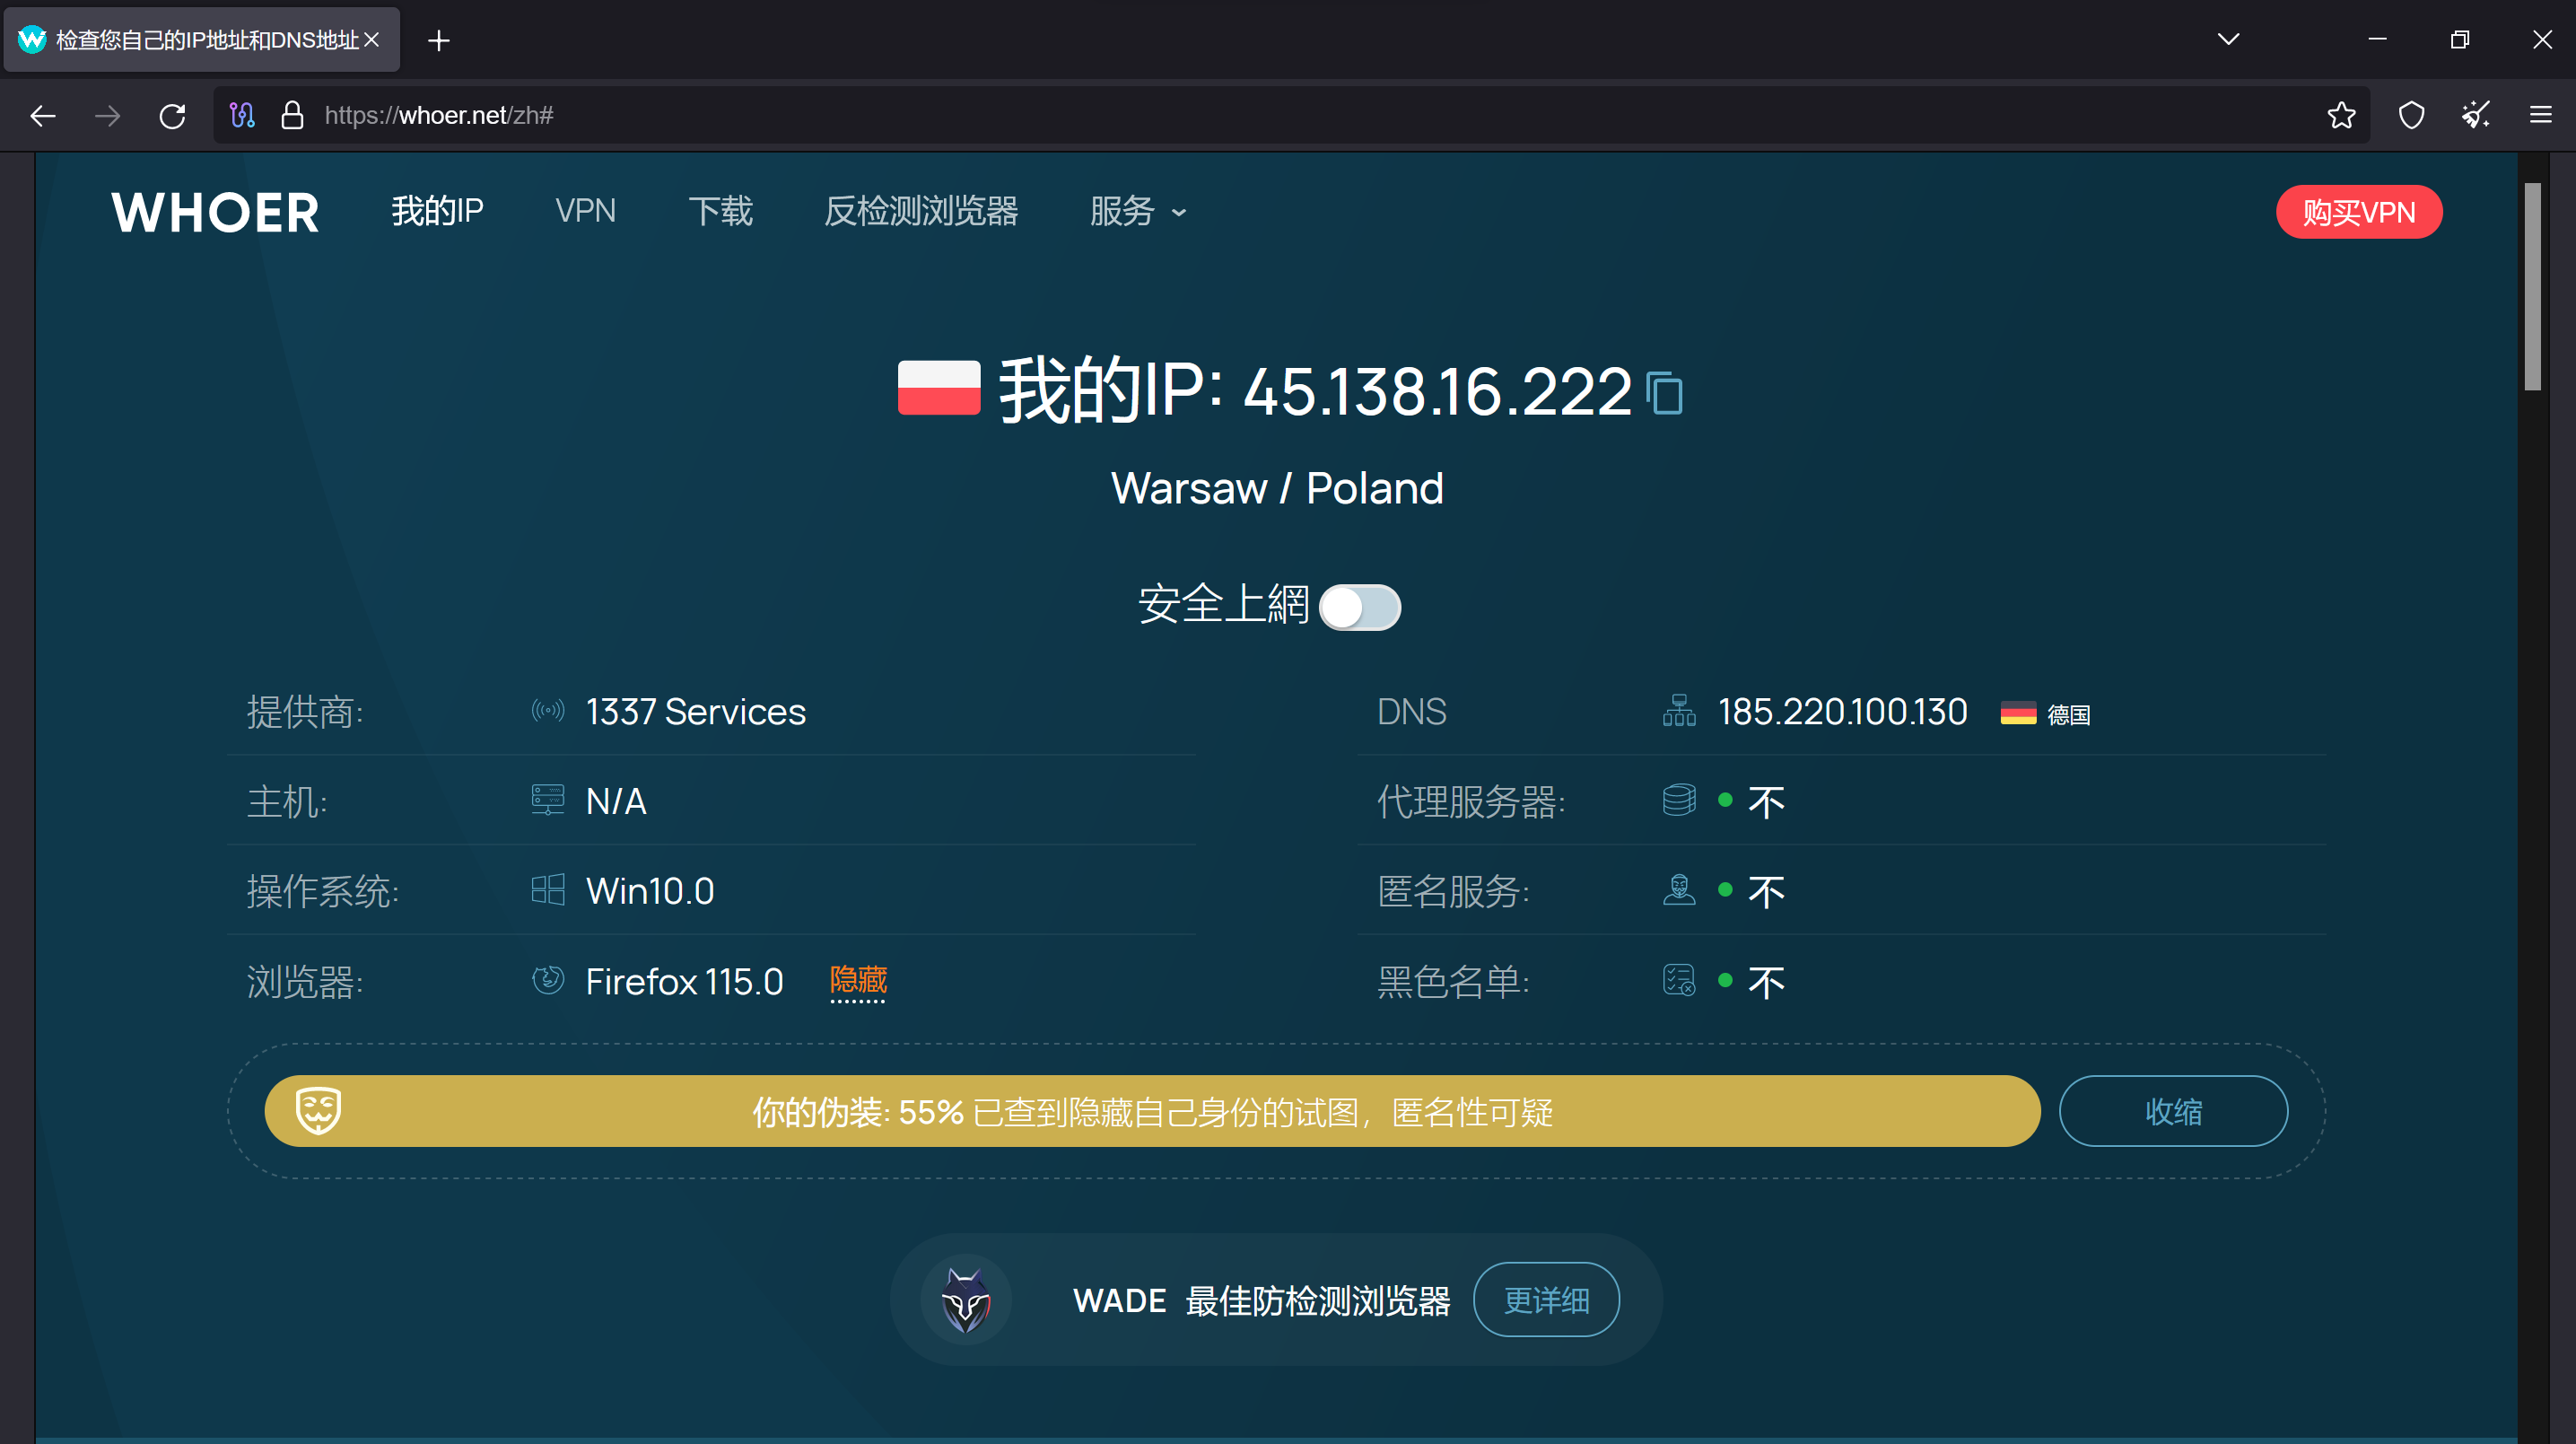 检查您自己的IP地址和DNS地址
https://whoer.net/zh#
WHOER 我的IP VPN 下载 反检测浏览器 服务 购买VPN
我的IP: 45.138.16.222
Warsaw / Poland
安全上網
提供商: 1337 Services
主机: N/A
操作系统: Win10.0
浏览器: Firefox 115.0 隐藏
DNS 185.220.100.130 德国
代理服务器: 不
匿名服务: 不
黑色名单: 不
你的伪装: 55% 已查到隐藏自己身份的试图，匿名性可疑
收缩
WADE 最佳防检测浏览器 更详细